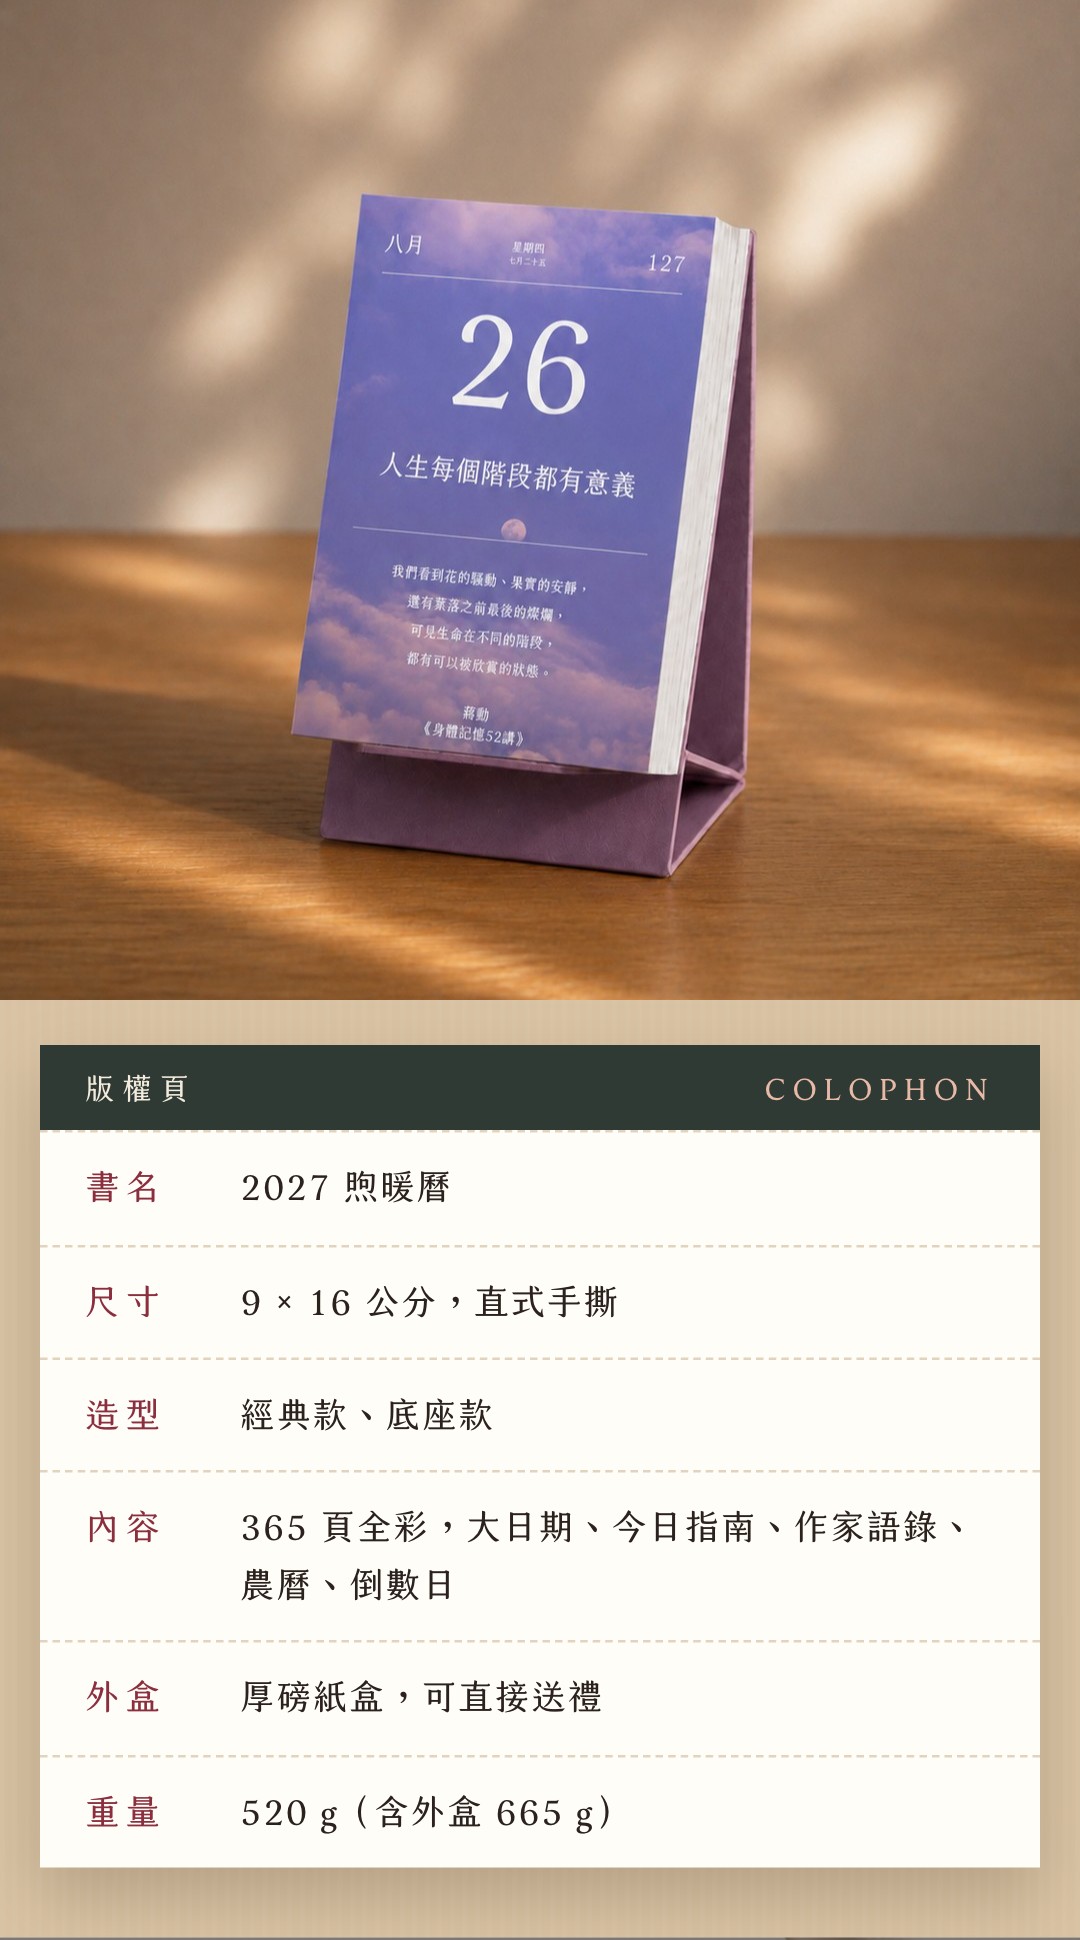 八月
星期四
七月二十五
127
26
人生每個階段都有意義
我們看到花的騷動、果實的安靜，
還有葉落之前最後的燦爛，
可見生命在不同的階段，
都有可以被欣賞的狀態。
蔣勳
《身體記憶52講》
版權頁
COLOPHON
書名 2027 煦暖曆
尺寸 9 × 16 公分，直式手撕
造型 經典款、底座款
內容 365 頁全彩，大日期、今日指南、作家語錄、
農曆、倒數日
外盒 厚磅紙盒，可直接送禮
重量 520 g（含外盒 665 g）